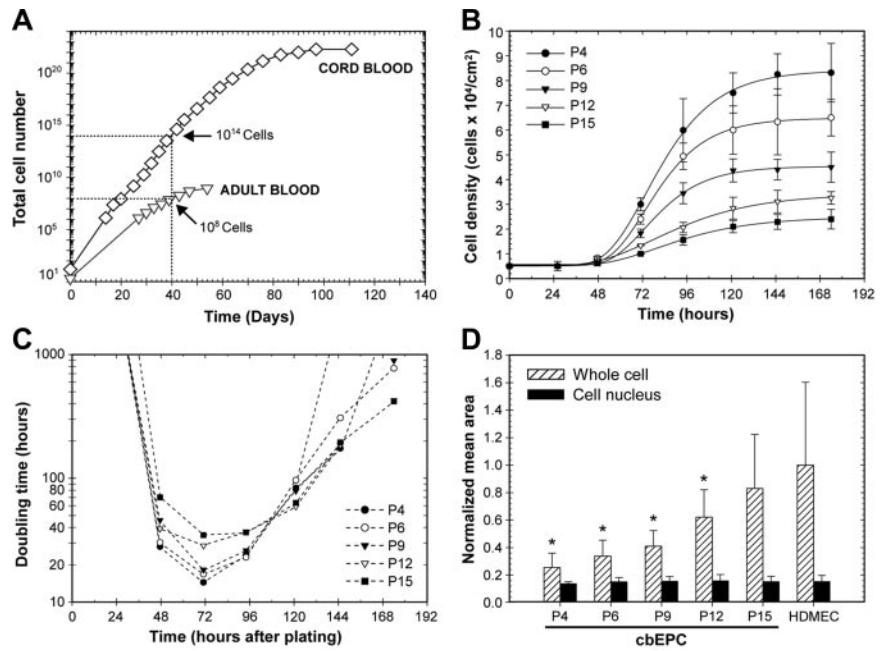 A
Total cell number
10^20
10^15
10^10
10^5
10^1
CORD BLOOD
10^14 Cells
ADULT BLOOD
10^8 Cells
0 20 40 60 80 100 120 140
Time (Days)
B
Cell density (cells x 10^4/cm^2)
10
9
8
7
6
5
4
3
2
1
0
P4
P6
P9
P12
P15
0 24 48 72 96 120 144 168 192
Time (hours)
C
Doubling time (hours)
1000
100
80
60
40
20
10
P4
P6
P9
P12
P15
0 24 48 72 96 120 144 168 192
Time (hours after plating)
D
Normalized mean area
1.8
1.6
1.4
1.2
1.0
0.8
0.6
0.4
0.2
0.0
Whole cell
Cell nucleus
* * * *
P4 P6 P9 P12 P15 HDMEC
cbEPC